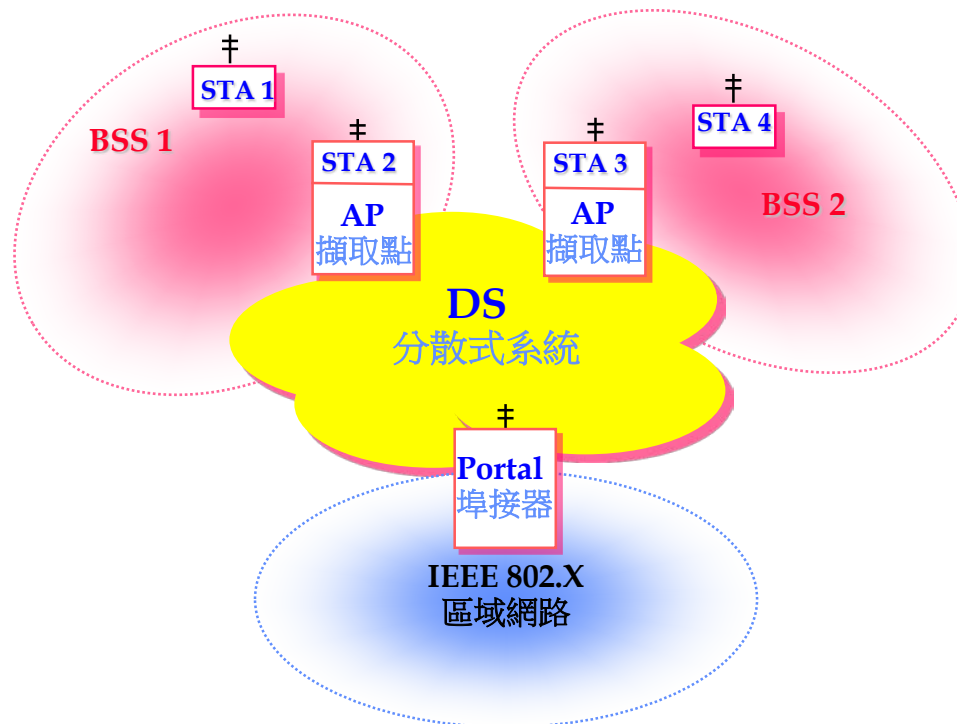 STA 1
BSS 1
STA 2
AP
擷取點
STA 3
AP
擷取點
STA 4
BSS 2
DS
分散式系統
Portal
埠接器
IEEE 802.X
區域網路